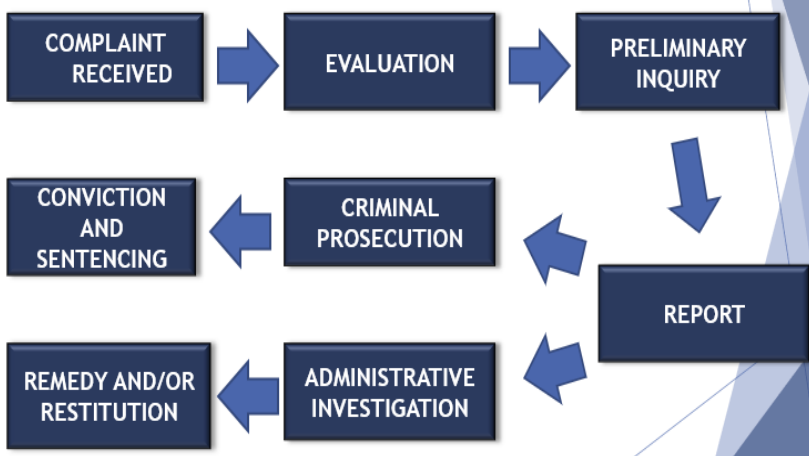 COMPLAINT
RECEIVED
EVALUATION
PRELIMINARY
INQUIRY
REPORT
CRIMINAL
PROSECUTION
CONVICTION
AND
SENTENCING
ADMINISTRATIVE
INVESTIGATION
REMEDY AND/OR
RESTITUTION